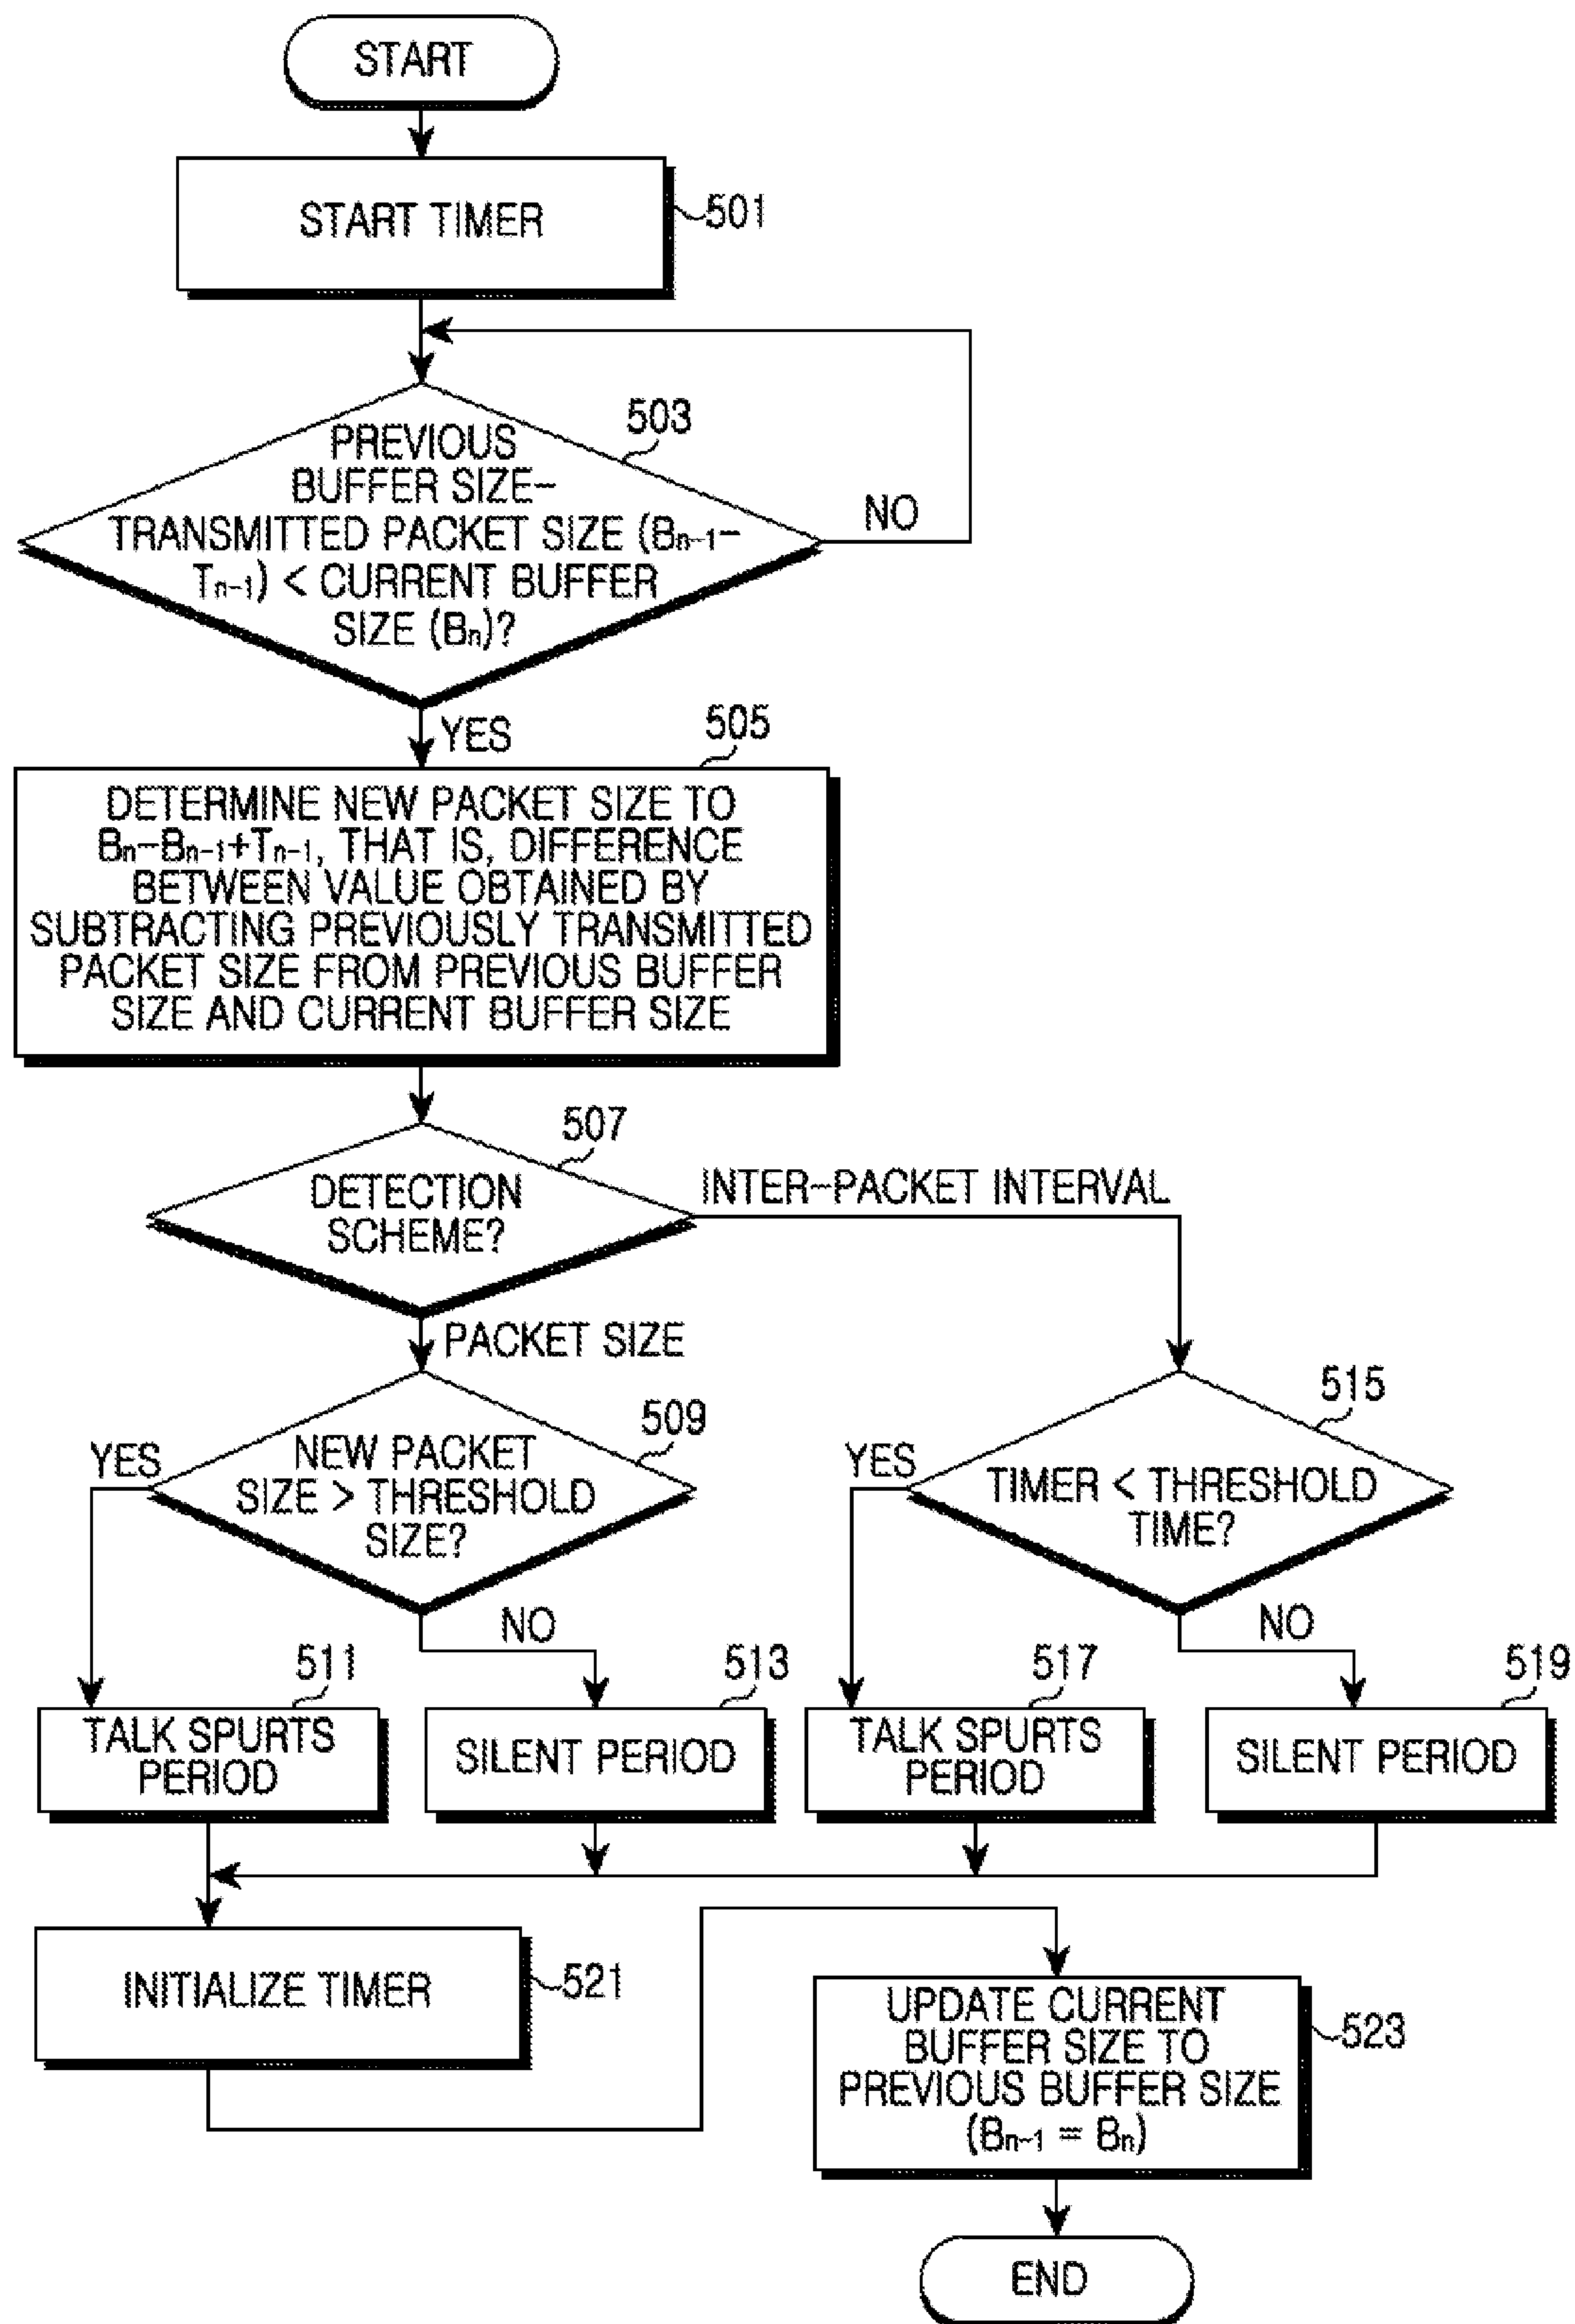 START
START TIMER
501
503
PREVIOUS
BUFFER SIZE-
TRANSMITTED PACKET SIZE (Bn-1-
Tn-1) < CURRENT BUFFER
SIZE (Bn)?
NO
YES
505
DETERMINE NEW PACKET SIZE TO
Bn-Bn-1+Tn-1, THAT IS, DIFFERENCE
BETWEEN VALUE OBTAINED BY
SUBTRACTING PREVIOUSLY TRANSMITTED
PACKET SIZE FROM PREVIOUS BUFFER
SIZE AND CURRENT BUFFER SIZE
507
DETECTION
SCHEME?
INTER-PACKET INTERVAL
PACKET SIZE
509
YES
NEW PACKET
SIZE > THRESHOLD
SIZE?
NO
515
YES
TIMER < THRESHOLD
TIME?
NO
511
TALK SPURTS
PERIOD
513
SILENT PERIOD
517
TALK SPURTS
PERIOD
519
SILENT PERIOD
INITIALIZE TIMER
521
UPDATE CURRENT
BUFFER SIZE TO
PREVIOUS BUFFER SIZE
(Bn-1 = Bn)
523
END